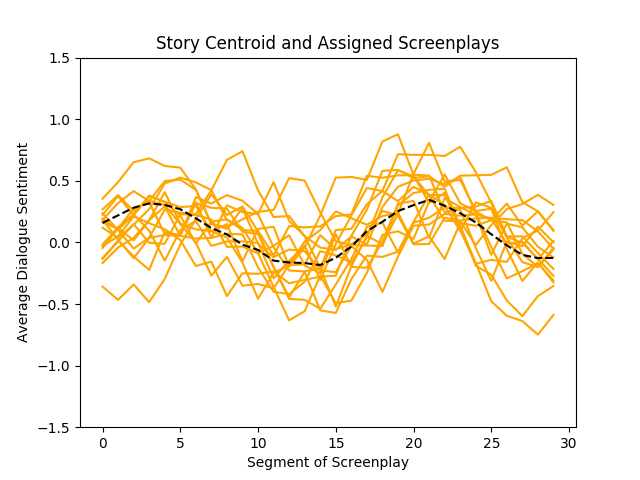 Story Centroid and Assigned Screenplays
1.5
1.0
0.5
0.0
−0.5
−1.0
−1.5
Average Dialogue Sentiment
0 5 10 15 20 25 30
Segment of Screenplay